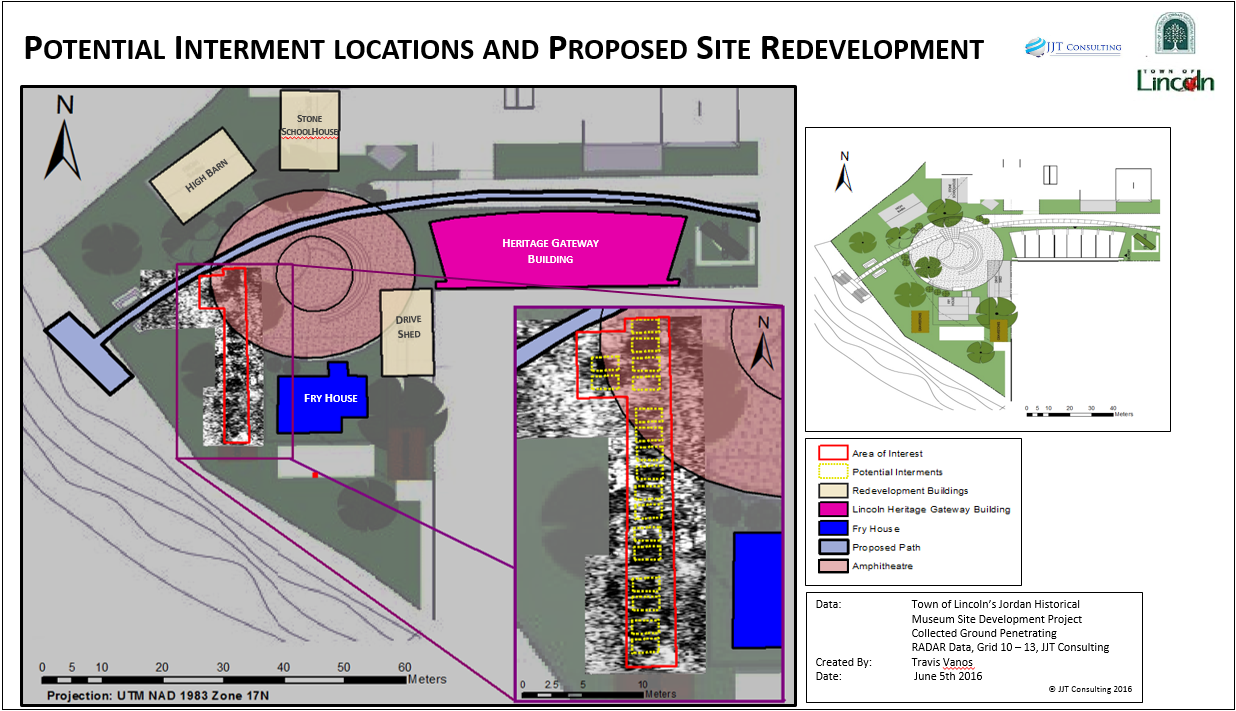 POTENTIAL INTERMENT LOCATIONS AND PROPOSED SITE REDEVELOPMENT
JJT CONSULTING
TOWN OF
Lincoln
N
STONE
SCHOOLHOUSE
HIGH BARN
HERITAGE GATEWAY
BUILDING
DRIVE
SHED
FRY HOUSE
N
0 5 10 20 30 40 50 60
Meters
Projection: UTM NAD 1983 Zone 17N
0 2.5 5 10
Meters
N
0 5 10 20 30 40
Meters
Area of Interest
Potential Interments
Redevelopment Buildings
Lincoln Heritage Gateway Building
Fry House
Proposed Path
Amphitheatre
Data: Town of Lincoln's Jordan Historical
Museum Site Development Project
Collected Ground Penetrating
RADAR Data, Grid 10 – 13, JJT Consulting
Created By: Travis Vanos
Date: June 5th 2016
© JJT Consulting 2016